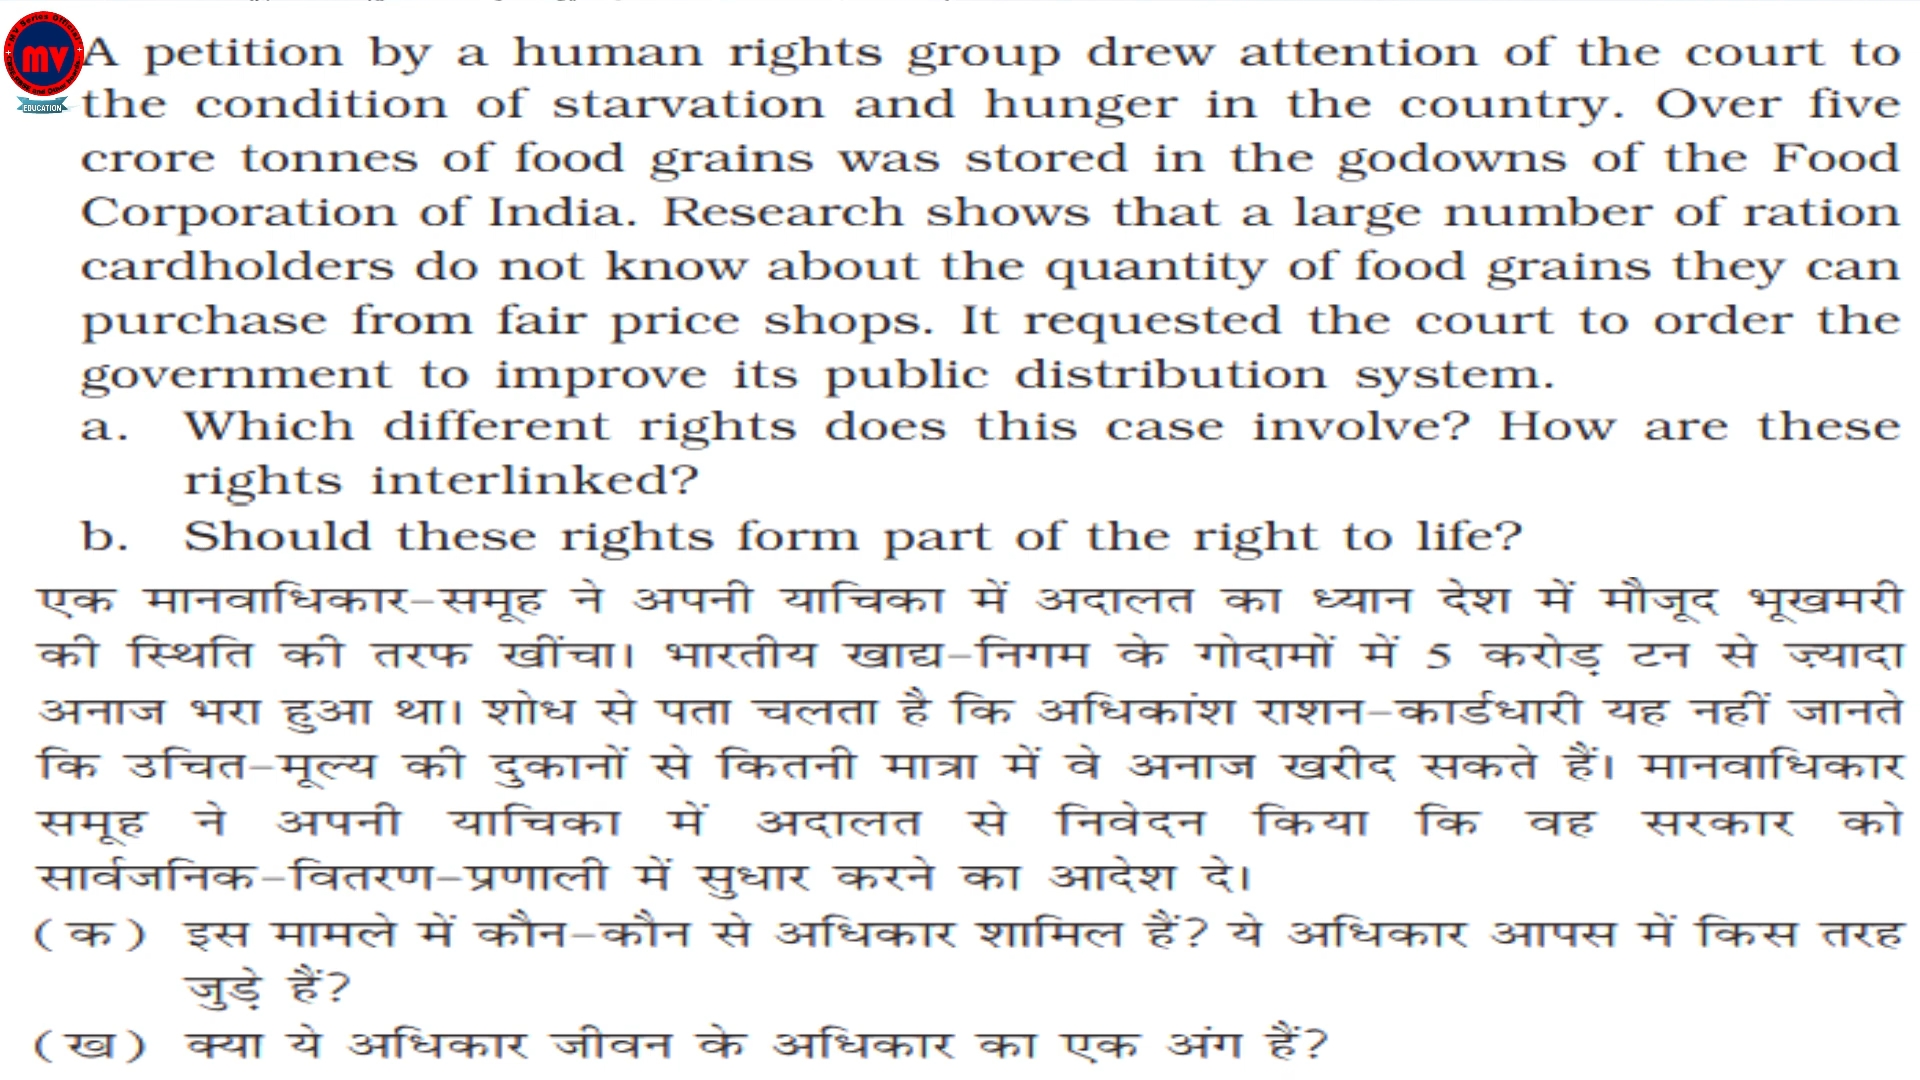 A petition by a human rights group drew attention of the court to
the condition of starvation and hunger in the country. Over five
crore tonnes of food grains was stored in the godowns of the Food
Corporation of India. Research shows that a large number of ration
cardholders do not know about the quantity of food grains they can
purchase from fair price shops. It requested the court to order the
government to improve its public distribution system.
a. Which different rights does this case involve? How are these
rights interlinked?
b. Should these rights form part of the right to life?
एक मानवाधिकार-समूह ने अपनी याचिका में अदालत का ध्यान देश में मौजूद भूखमरी
की स्थिति की तरफ खींचा। भारतीय खाद्य-निगम के गोदामों में 5 करोड़ टन से ज़्यादा
अनाज भरा हुआ था। शोध से पता चलता है कि अधिकांश राशन-कार्डधारी यह नहीं जानते
कि उचित-मूल्य की दुकानों से कितनी मात्रा में वे अनाज खरीद सकते हैं। मानवाधिकार
समूह ने अपनी याचिका में अदालत से निवेदन किया कि वह सरकार को
सार्वजनिक-वितरण-प्रणाली में सुधार करने का आदेश दे।
(क) इस मामले में कौन-कौन से अधिकार शामिल हैं? ये अधिकार आपस में किस तरह
जुड़े हैं?
(ख) क्या ये अधिकार जीवन के अधिकार का एक अंग हैं?
MV Series Official
mv
EDUCATION